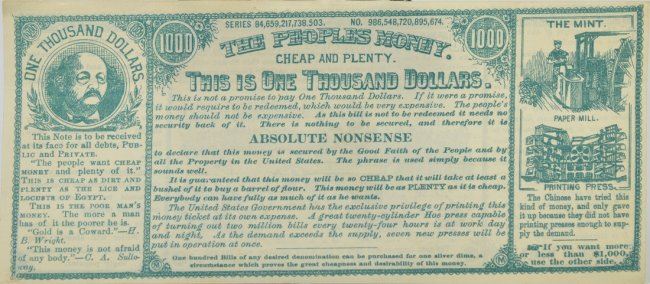 SERIES 84,659,217,738,503. NO. 986,548,720,895,674.
1000
THE PEOPLES MONEY.
1000
CHEAP AND PLENTY.
THIS IS ONE THOUSAND DOLLARS.
This is not a promise to pay One Thousand Dollars. If it were a promise,
it would require to be redeemed, which would be very expensive. The people's
money should not be expensive. As this bill is not to be redeemed it needs no
security back of it. There is nothing to be secured, and therefore it is
ABSOLUTE NONSENSE
to declare that this money is secured by the Good Faith of the People and by
all the Property in the United States. The phrase is used simply because it
sounds well.
It is guaranteed that this money will be so CHEAP that it will take at least a
bushel of it to buy a barrel of flour. This money will be as PLENTY as it is cheap.
Everybody can have fully as much of it as he wants.
The United States Government has the exclusive privilege of printing this
money ticket at its own expense. A great twenty-cylinder Hoe press capable
of turning out two million bills every twenty-four hours is at work day
and night. As the demand exceeds the supply, seven new presses will be
put in operation at once.
One hundred Bills of any desired denomination can be purchased for one silver dime, a
circumstance which proves the great cheapness and desirability of this money.
M
M
ONE THOUSAND DOLLARS
This Note is to be received
at its face for all debts, PUB-
LIC and PRIVATE.
"The people want CHEAP
MONEY and plenty of it."
THIS IS CHEAP AS DEBT AND
PLENTY AS THE LICE AND
LOCUSTS OF EGYPT.
THIS IS THE POOR MAN'S
MONEY. The more a man
has of it the poorer he is.
"Gold is a Coward."—H.
B. Wright.
"This money is not afraid
of any body."—C. A. Sullo-
way.
THE MINT.
PAPER MILL.
PRINTING PRESS.
The Chinese have tried this
kind of money, and only gave
it up because they did not have
printing presses enough to sup-
ply the demand.
☞If you want more
or less than $1,000,
use the other side.